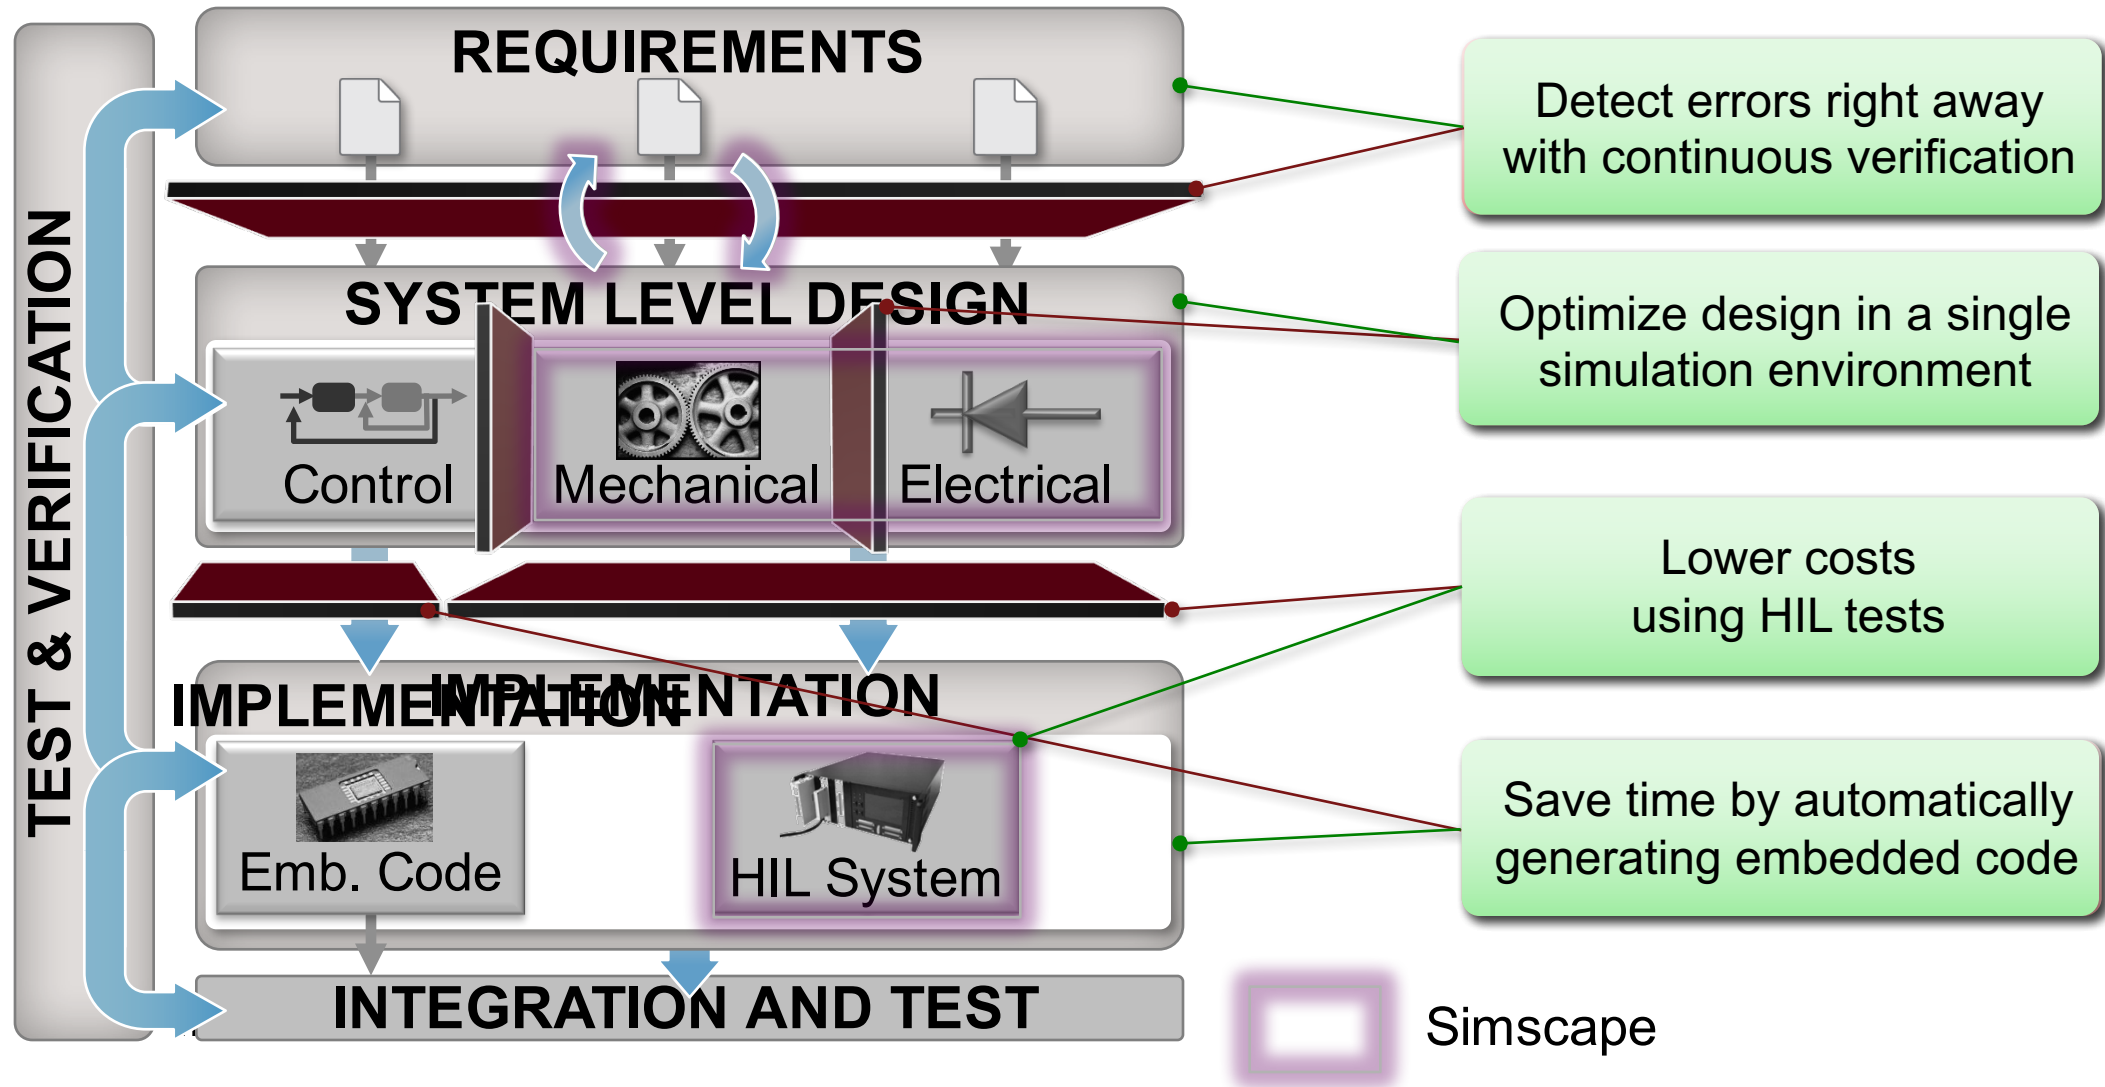 TEST & VERIFICATION
REQUIREMENTS
SYSTEM LEVEL DESIGN
Control
Mechanical
Electrical
IMPLEMENTATION
IMPLEMENTATION
Emb. Code
HIL System
INTEGRATION AND TEST
Detect errors right away
with continuous verification
Optimize design in a single
simulation environment
Lower costs
using HIL tests
Save time by automatically
generating embedded code
Simscape